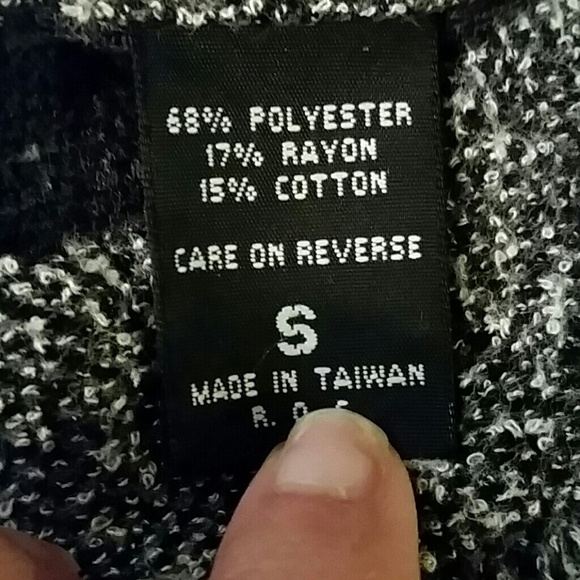 68% POLYESTER
17% RAYON
15% COTTON
CARE ON REVERSE
S
MADE IN TAIWAN
R. O. C